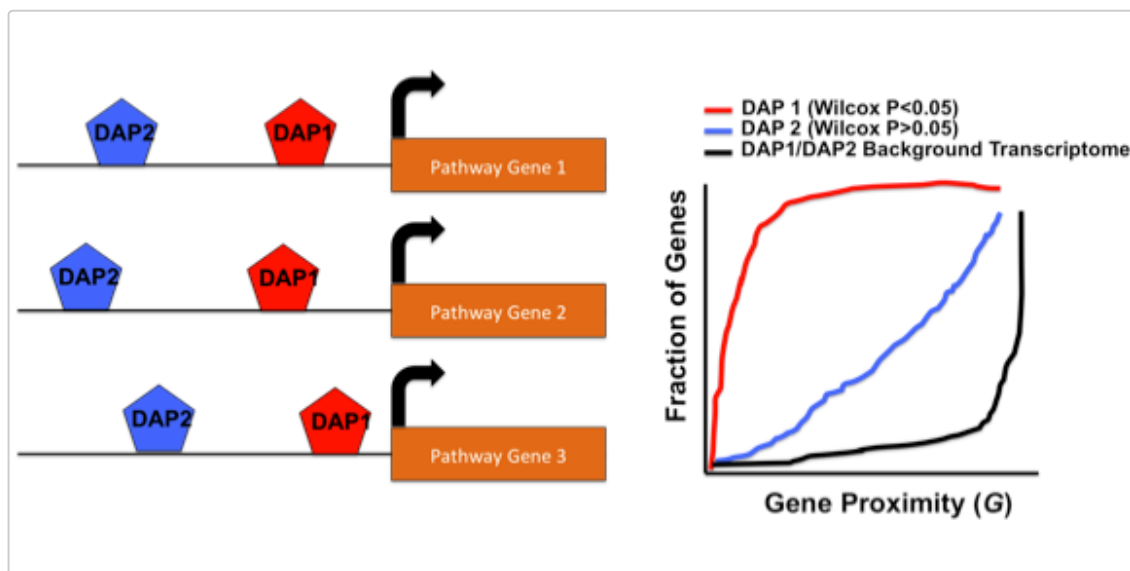 DAP2
DAP1
Pathway Gene 1
DAP2
DAP1
Pathway Gene 2
DAP2
DAP1
Pathway Gene 3
DAP 1 (Wilcox P<0.05)
DAP 2 (Wilcox P>0.05)
DAP1/DAP2 Background Transcriptome
Fraction of Genes
Gene Proximity (G)